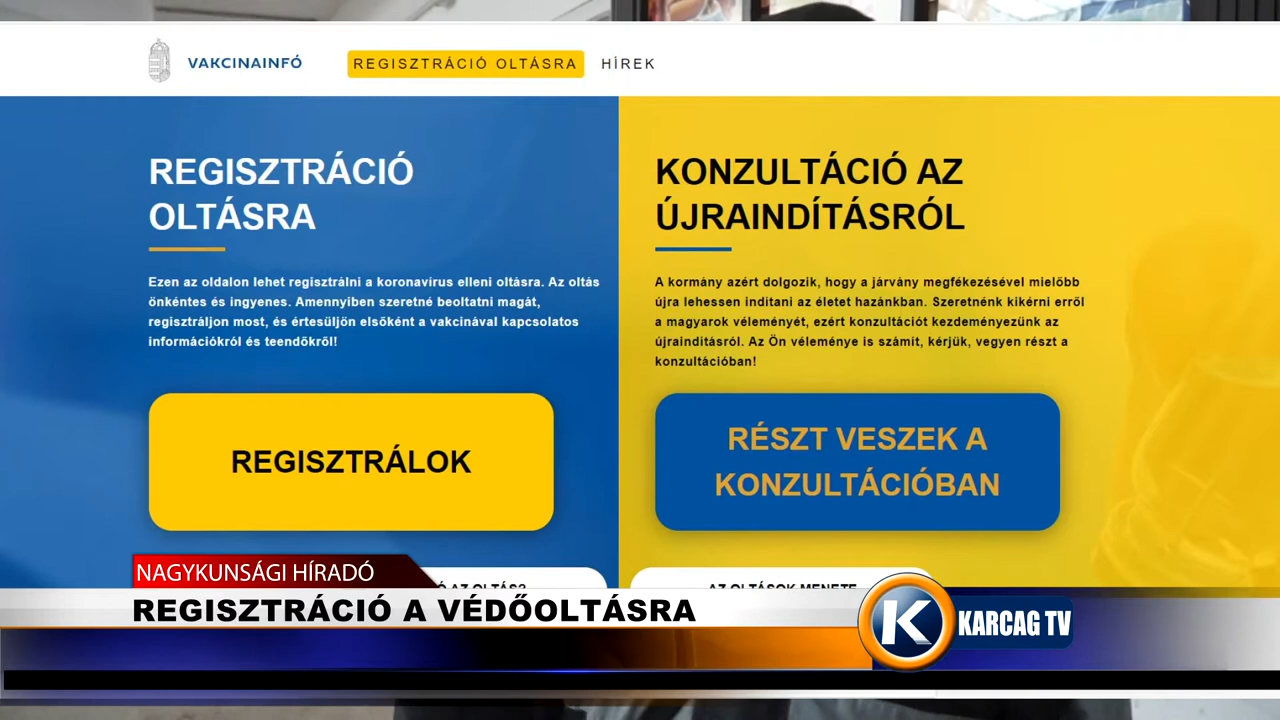 VAKCINAINFÓ
REGISZTRÁCIÓ OLTÁSRA
HÍREK
REGISZTRÁCIÓ
OLTÁSRA
Ezen az oldalon lehet regisztrálni a koronavírus elleni oltásra. Az oltás
önkéntes és ingyenes. Amennyiben szeretné beoltatni magát,
regisztráljon most, és értesüljön elsőként a vakcinával kapcsolatos
információkról és teendőkről!
REGISZTRÁLOK
KONZULTÁCIÓ AZ
ÚJRAINDÍTÁSRÓL
A kormány azért dolgozik, hogy a járvány megfékezésével mielőbb
újra lehessen indítani az életet hazánkban. Szeretnénk kikérni erről
a magyarok véleményét, ezért konzultációt kezdeményezünk az
újraindításról. Az Ön véleménye is számít, kérjük, vegyen részt a
konzultációban!
RÉSZT VESZEK A
KONZULTÁCIÓBAN
AZ OLTÁS?
AZ OLTÁSOK MENETE
NAGYKUNSÁGI HÍRADÓ
REGISZTRÁCIÓ A VÉDŐOLTÁSRA
K KARCAG TV